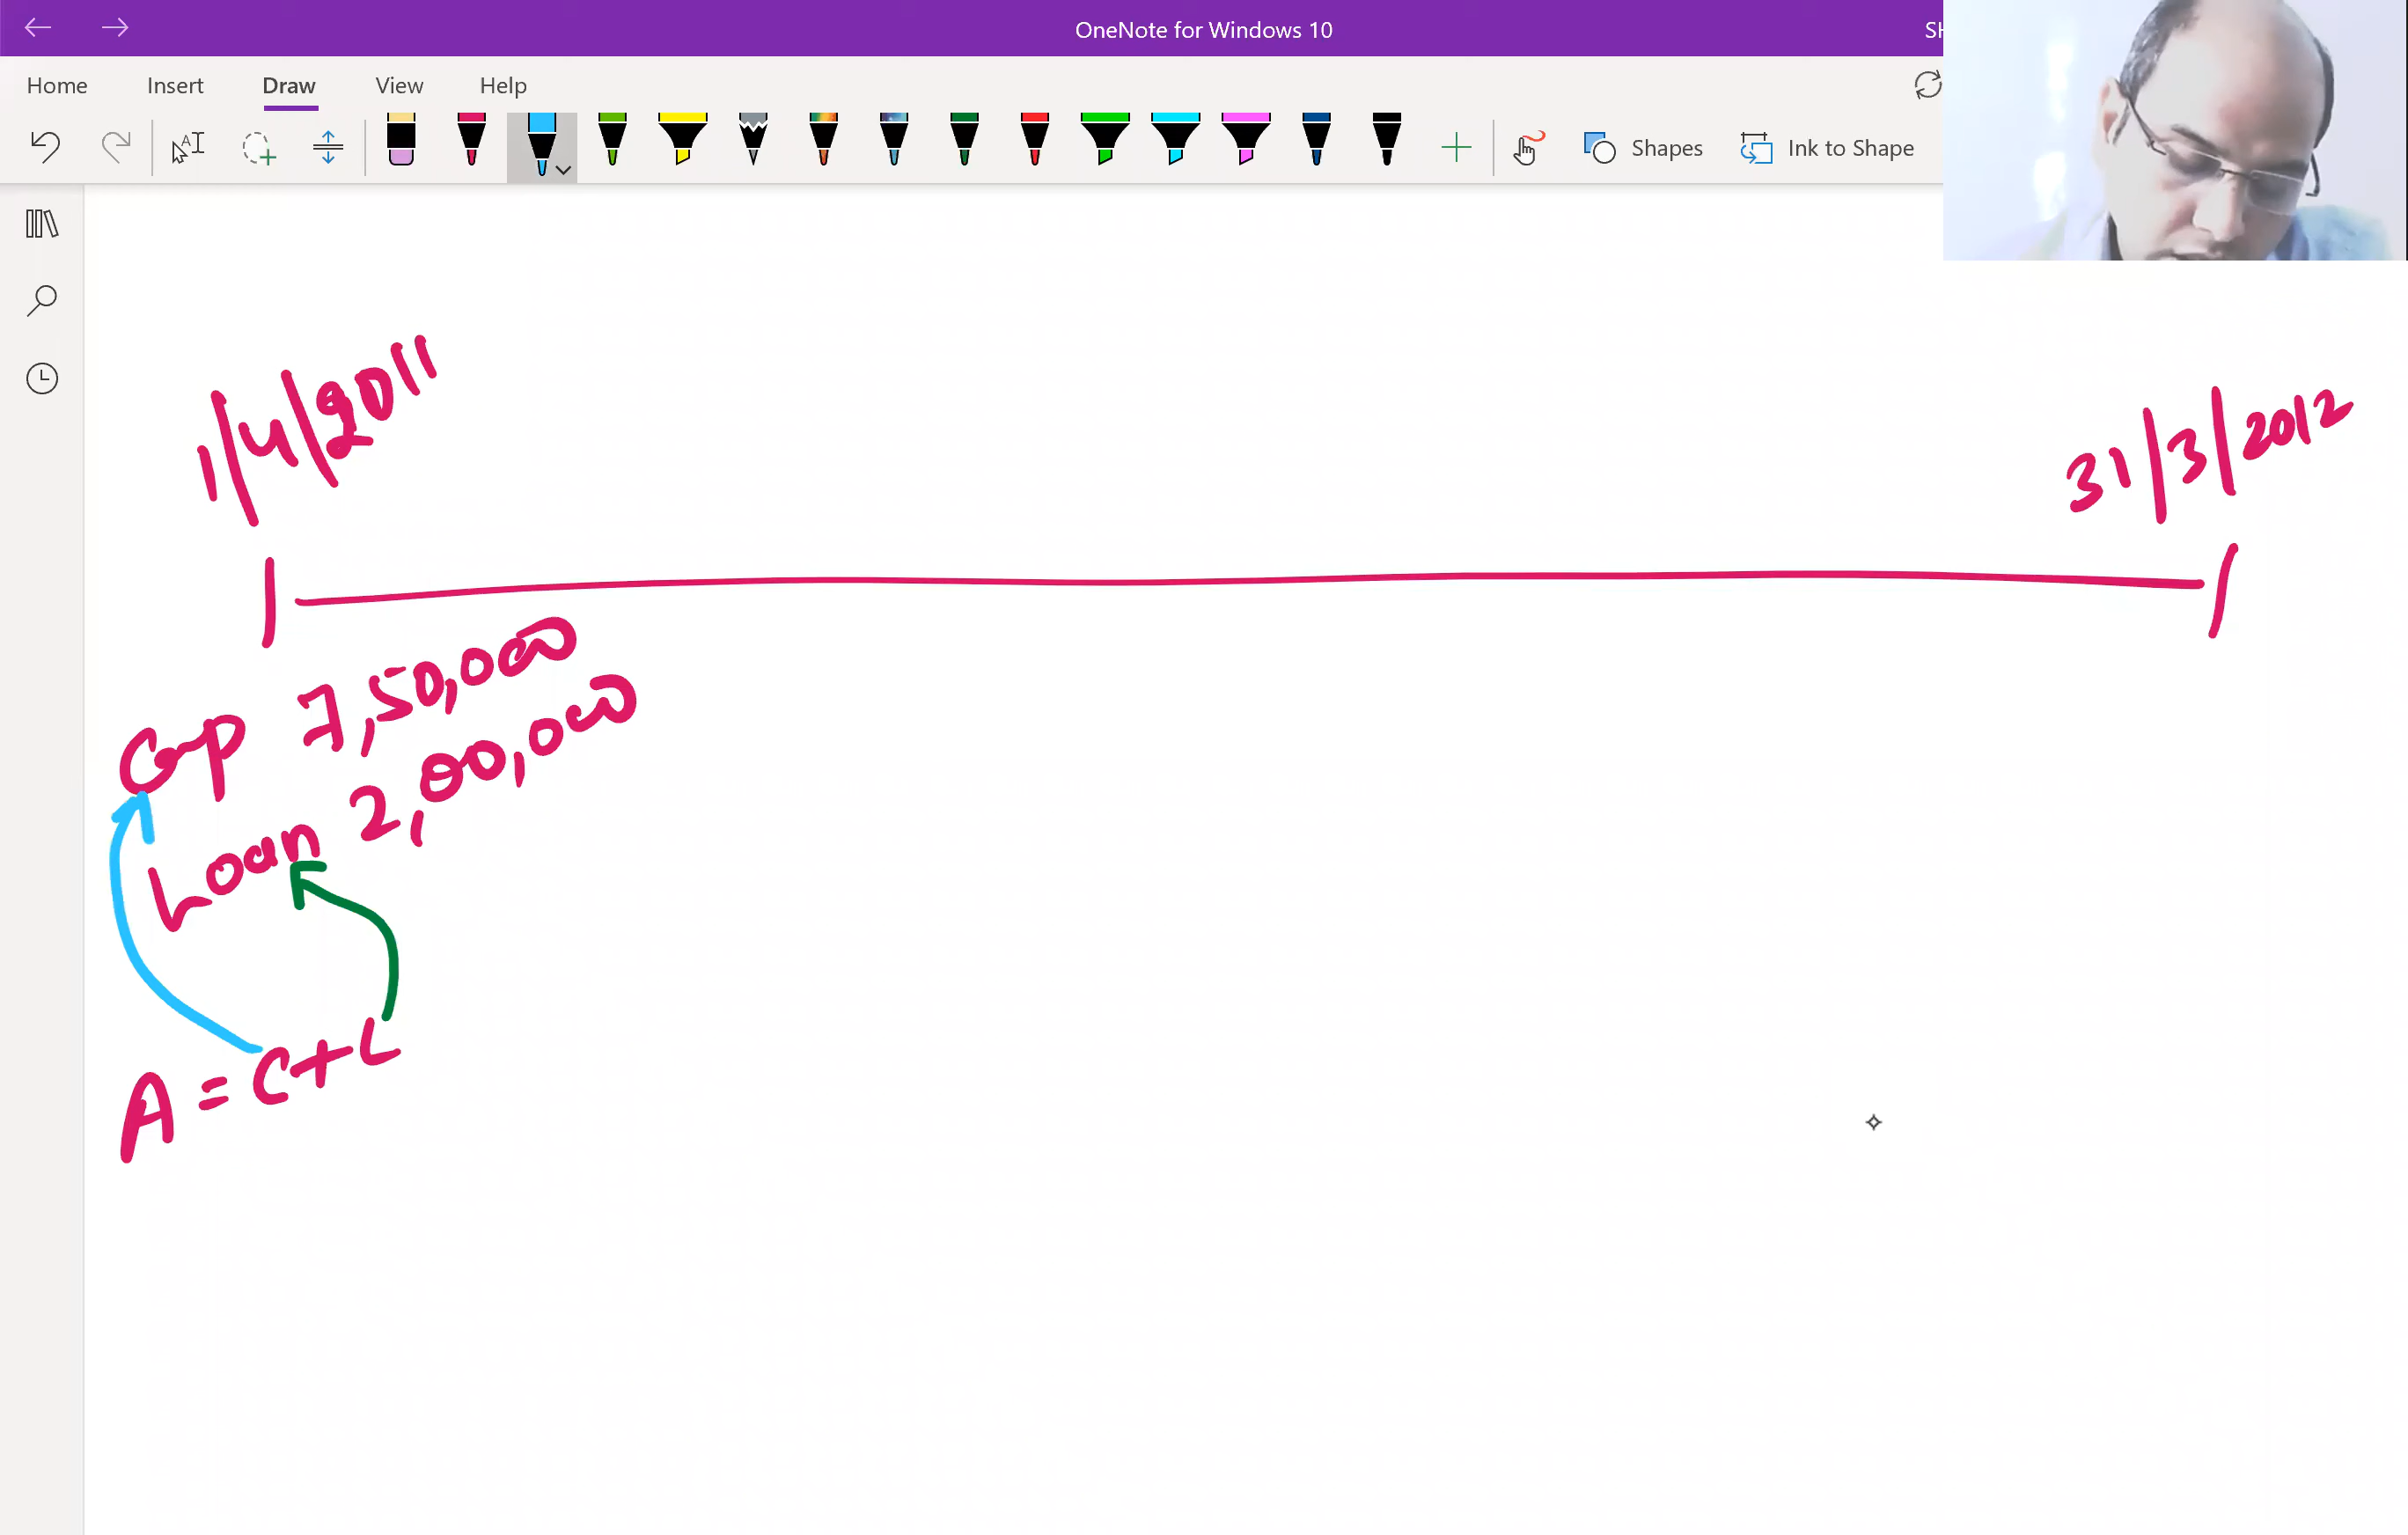 OneNote for Windows 10
SH
Home Insert Draw View Help
Shapes Ink to Shape
1/4/2011
31/3/2012
Cap 7,50,000
Loan 2,00,000
A = C+L